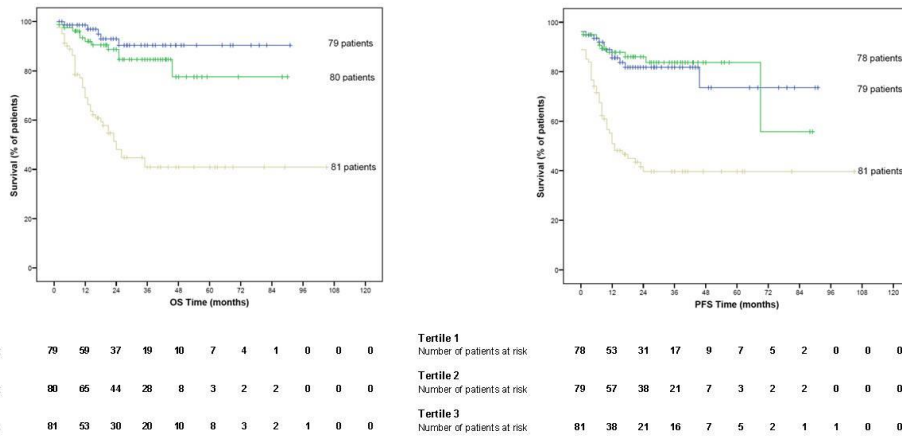 100
80
60
40
20
0
Survival (% of patients)
79 patients
80 patients
81 patients
0 12 24 36 48 60 72 84 96 108 120
OS Time (months)
100
80
60
40
20
0
Survival (% of patients)
78 patients
79 patients
81 patients
0 12 24 36 48 60 72 84 96 108 120
PFS Time (months)
79 59 37 19 10 7 4 1 0 0 0
80 65 44 28 8 3 2 2 0 0 0
81 53 30 20 10 8 3 2 1 0 0
Tertile 1
Number of patients at risk 78 53 31 17 9 7 5 2 0 0 0
Tertile 2
Number of patients at risk 79 57 38 21 7 3 2 2 0 0 0
Tertile 3
Number of patients at risk 81 38 21 16 7 5 2 1 1 0 0